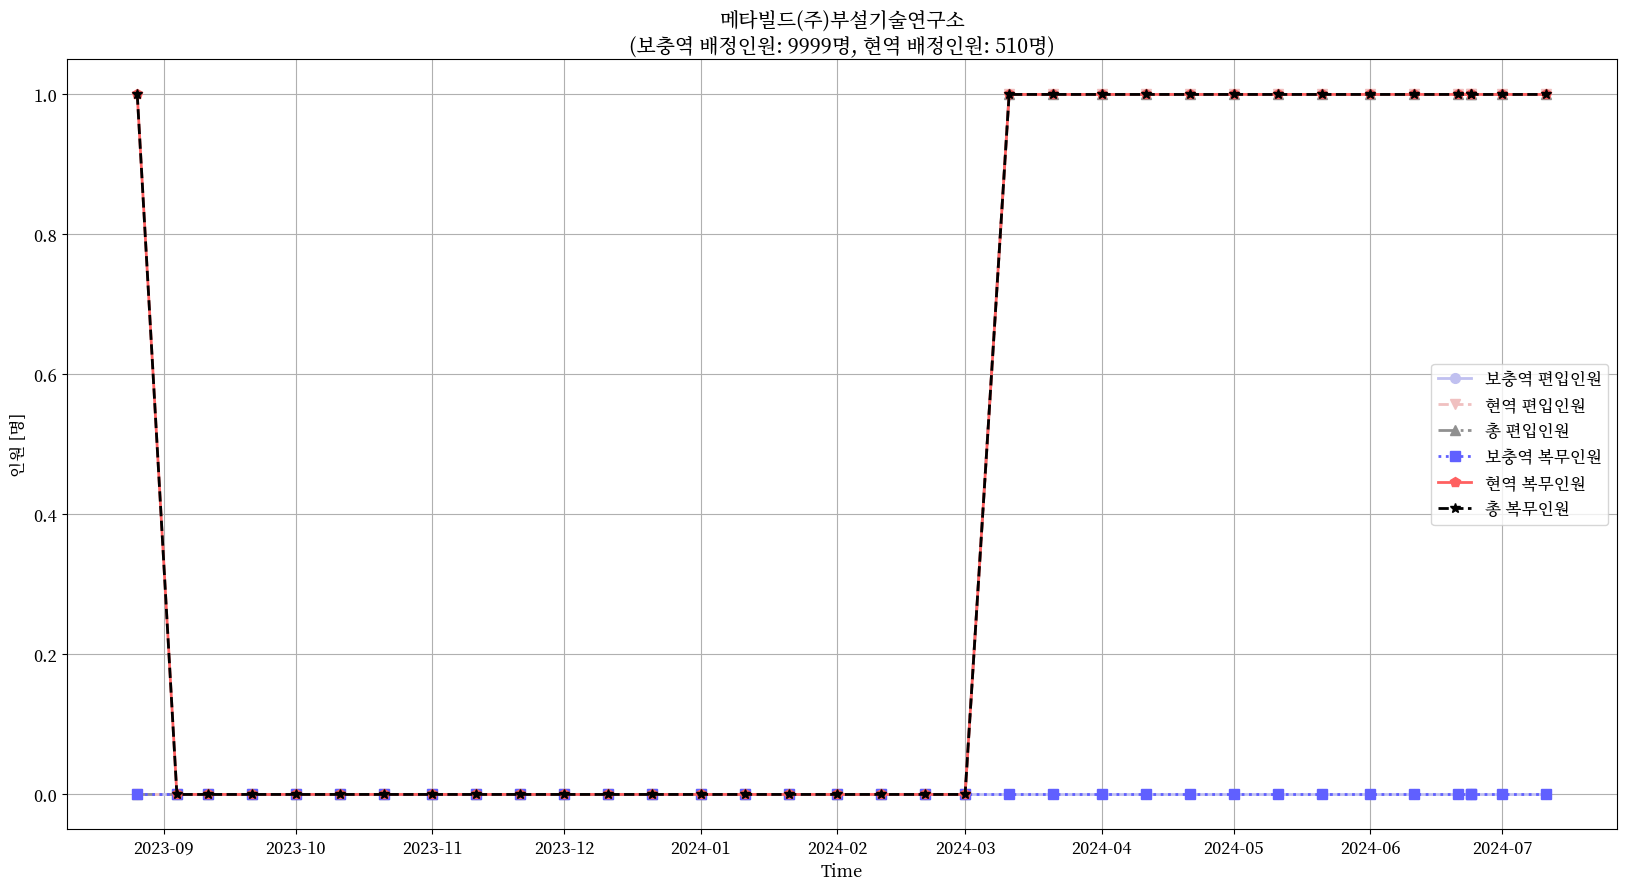 메타빌드(주)부설기술연구소
(보충역 배정인원: 9999명, 현역 배정인원: 510명)
1.0
0.8
0.6
0.4
0.2
0.0
인원 [명]
보충역 편입인원
현역 편입인원
총 편입인원
보충역 복무인원
현역 복무인원
총 복무인원
2023-09 2023-10 2023-11 2023-12 2024-01 2024-02 2024-03 2024-04 2024-05 2024-06 2024-07
Time